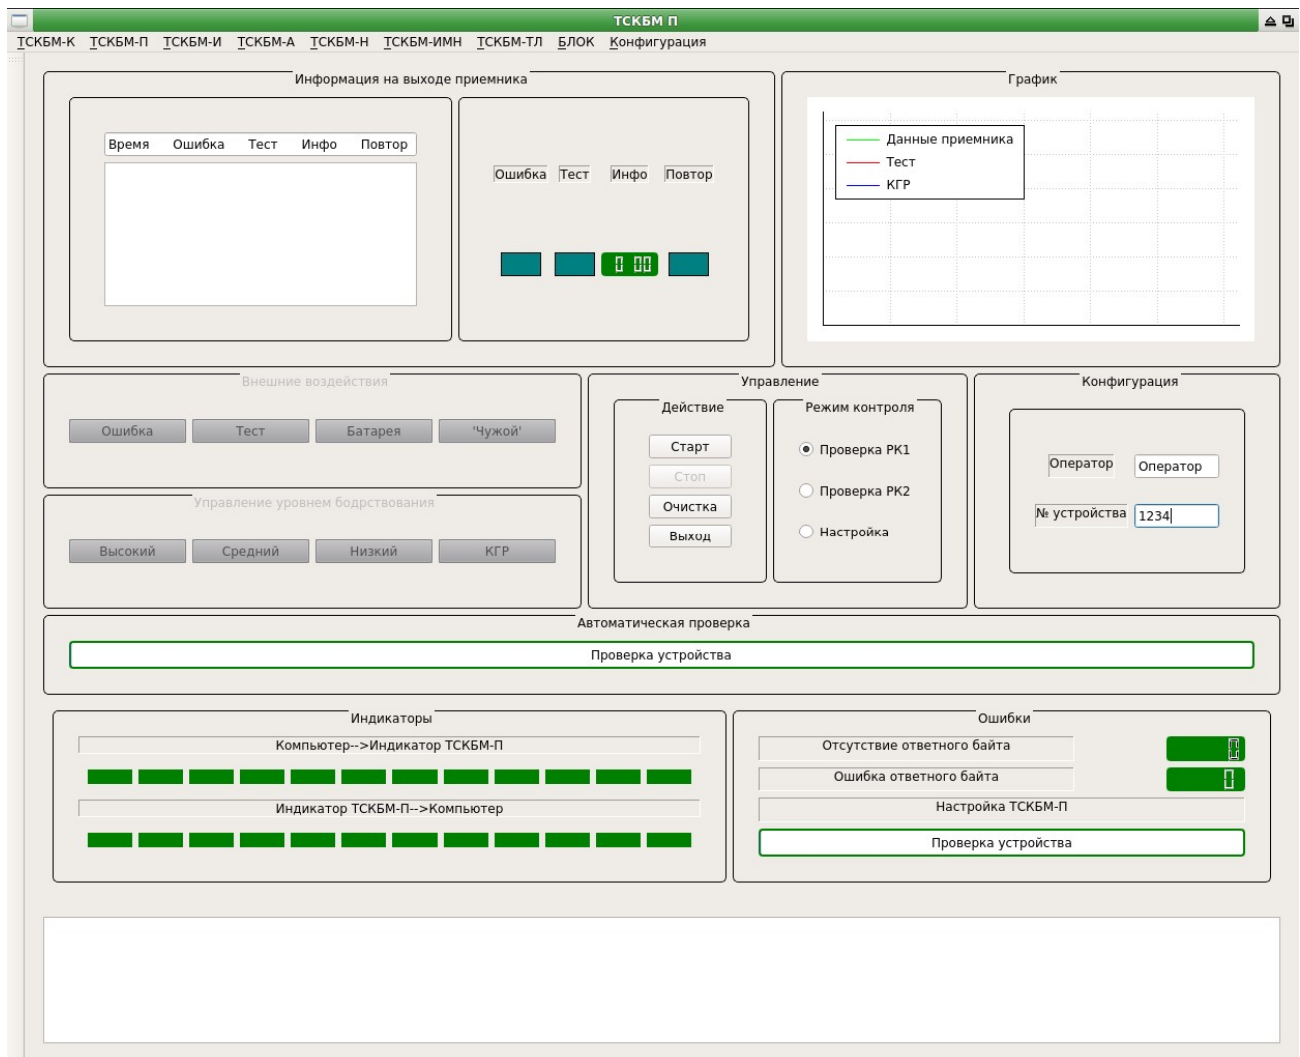 ТСКБМ П
ТСКБМ-К ТСКБМ-П ТСКБМ-И ТСКБМ-А ТСКБМ-Н ТСКБМ-ИМН ТСКБМ-ТЛ БЛОК Конфигурация
Информация на выходе приемника
Время Ошибка Тест Инфо Повтор
Ошибка Тест Инфо Повтор
0 00
График
Данные приемника
Тест
КГР
Внешние воздействия
Ошибка Тест Батарея 'Чужой'
Управление уровнем бодрствования
Высокий Средний Низкий КГР
Управление
Действие
Старт
Стоп
Очистка
Выход
Режим контроля
Проверка РК1
Проверка РК2
Настройка
Конфигурация
Оператор Оператор
№ устройства 1234
Автоматическая проверка
Проверка устройства
Индикаторы
Компьютер-->Индикатор ТСКБМ-П
Индикатор ТСКБМ-П-->Компьютер
Ошибки
Отсутствие ответного байта 0
Ошибка ответного байта 0
Настройка ТСКБМ-П
Проверка устройства